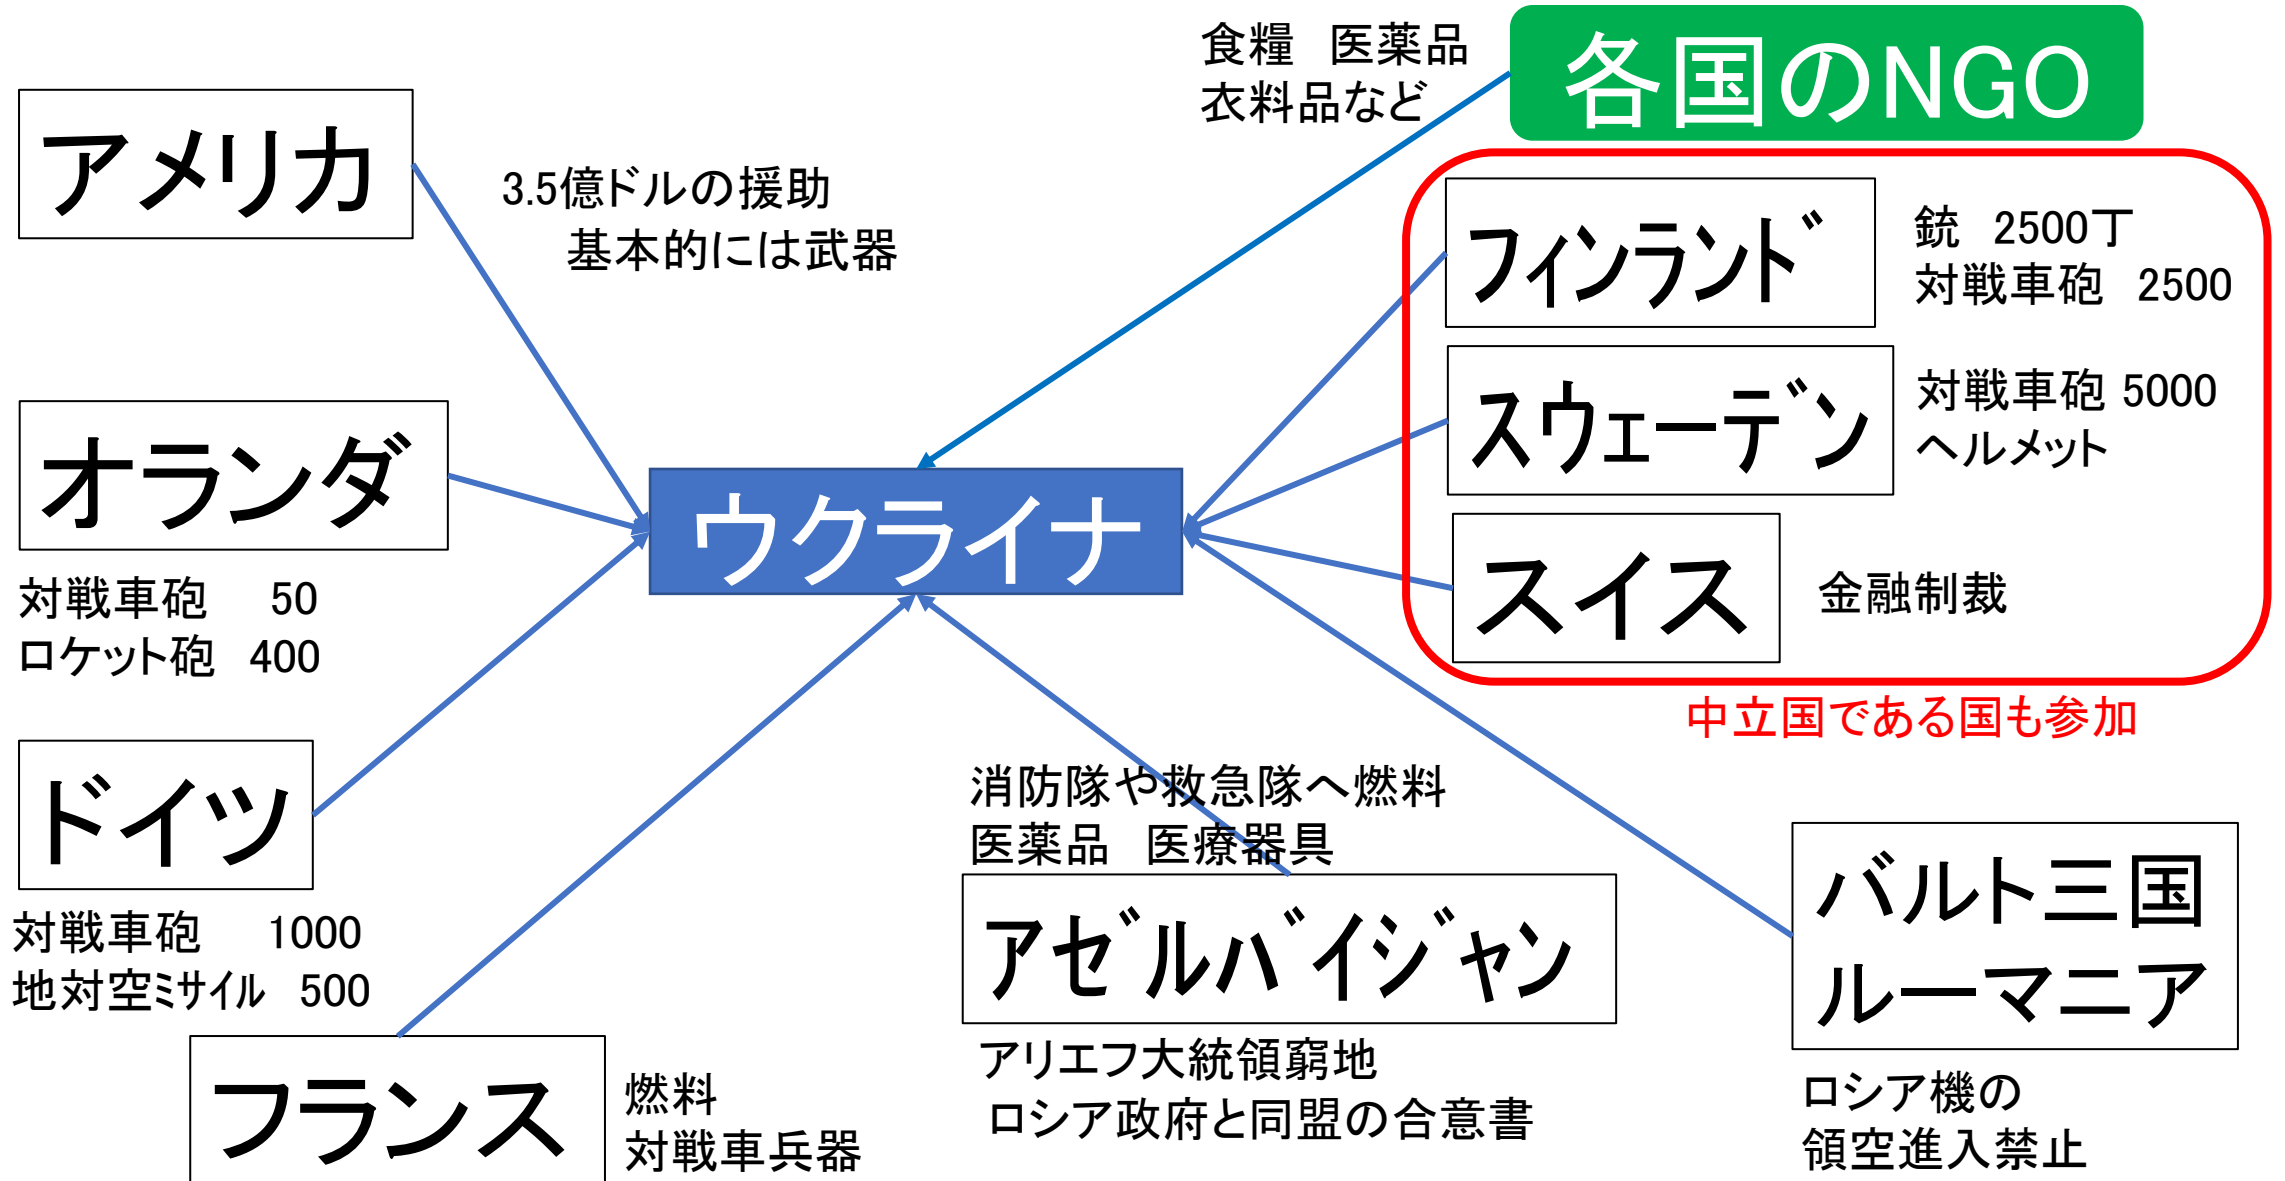 食糧　医薬品
衣料品など
各国のNGO
アメリカ
3.5億ドルの援助
基本的には武器
フィンランド
銃　2500丁
対戦車砲　2500
スウェーデン
対戦車砲 5000
ヘルメット
オランダ
対戦車砲　50
ロケット砲　400
ウクライナ
スイス
金融制裁
中立国である国も参加
ドイツ
対戦車砲　1000
地対空ミサイル　500
消防隊や救急隊へ燃料
医薬品　医療器具
アゼルバイジャン
アリエフ大統領窮地
ロシア政府と同盟の合意書
バルト三国
ルーマニア
ロシア機の
領空進入禁止
フランス
燃料
対戦車兵器